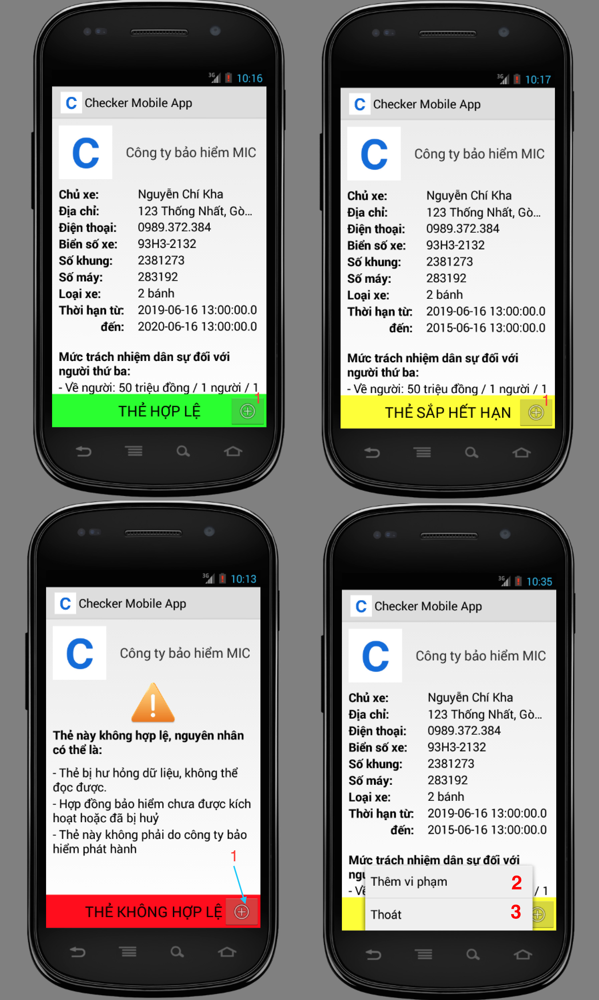 3G 10:16
C Checker Mobile App
C Công ty bảo hiểm MIC
Chủ xe: Nguyễn Chí Kha
Địa chỉ: 123 Thống Nhất, Gò...
Điện thoại: 0989.372.384
Biển số xe: 93H3-2132
Số khung: 2381273
Số máy: 283192
Loại xe: 2 bánh
Thời hạn từ: 2019-06-16 13:00:00.0
đến: 2020-06-16 13:00:00.0
Mức trách nhiệm dân sự đối với
người thứ ba:
- Về người: 50 triệu đồng / 1 người / 1
1
THẺ HỢP LỆ
3G 10:17
C Checker Mobile App
C Công ty bảo hiểm MIC
Chủ xe: Nguyễn Chí Kha
Địa chỉ: 123 Thống Nhất, Gò...
Điện thoại: 0989.372.384
Biển số xe: 93H3-2132
Số khung: 2381273
Số máy: 283192
Loại xe: 2 bánh
Thời hạn từ: 2019-06-16 13:00:00.0
đến: 2015-06-16 13:00:00.0
Mức trách nhiệm dân sự đối với
người thứ ba:
- Về người: 50 triệu đồng / 1 người / 1
1
THẺ SẮP HẾT HẠN
3G 10:13
C Checker Mobile App
C Công ty bảo hiểm MIC
Thẻ này không hợp lệ, nguyên nhân
có thể là:
- Thẻ bị hư hỏng dữ liệu, không thể
đọc được.
- Hợp đồng bảo hiểm chưa được kích
hoạt hoặc đã bị huỷ
- Thẻ này không phải do công ty bảo
hiểm phát hành
1
THẺ KHÔNG HỢP LỆ
3G 10:35
C Checker Mobile App
C Công ty bảo hiểm MIC
Chủ xe: Nguyễn Chí Kha
Địa chỉ: 123 Thống Nhất, Gò...
Điện thoại: 0989.372.384
Biển số xe: 93H3-2132
Số khung: 2381273
Số máy: 283192
Loại xe: 2 bánh
Thời hạn từ: 2019-06-16 13:00:00.0
đến: 2015-06-16 13:00:00.0
Mức trách nhiệm dân sự đối với
Thêm vi phạm 2
- Về / 1
Thoát 3